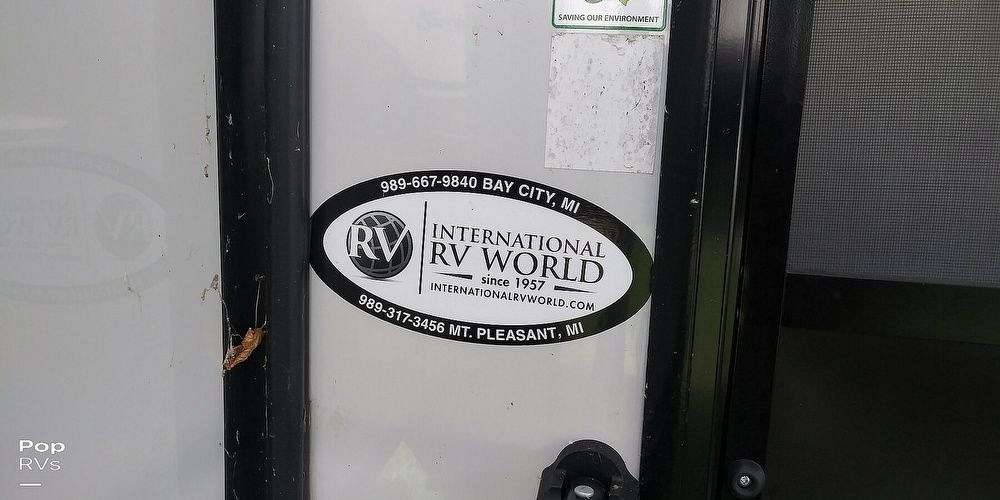 SAVING OUR ENVIRONMENT
989-667-9840 BAY CITY, MI
RV
INTERNATIONAL
RV WORLD
since 1957
INTERNATIONALRVWORLD.COM
989-317-3456 MT. PLEASANT, MI
Pop
RVs